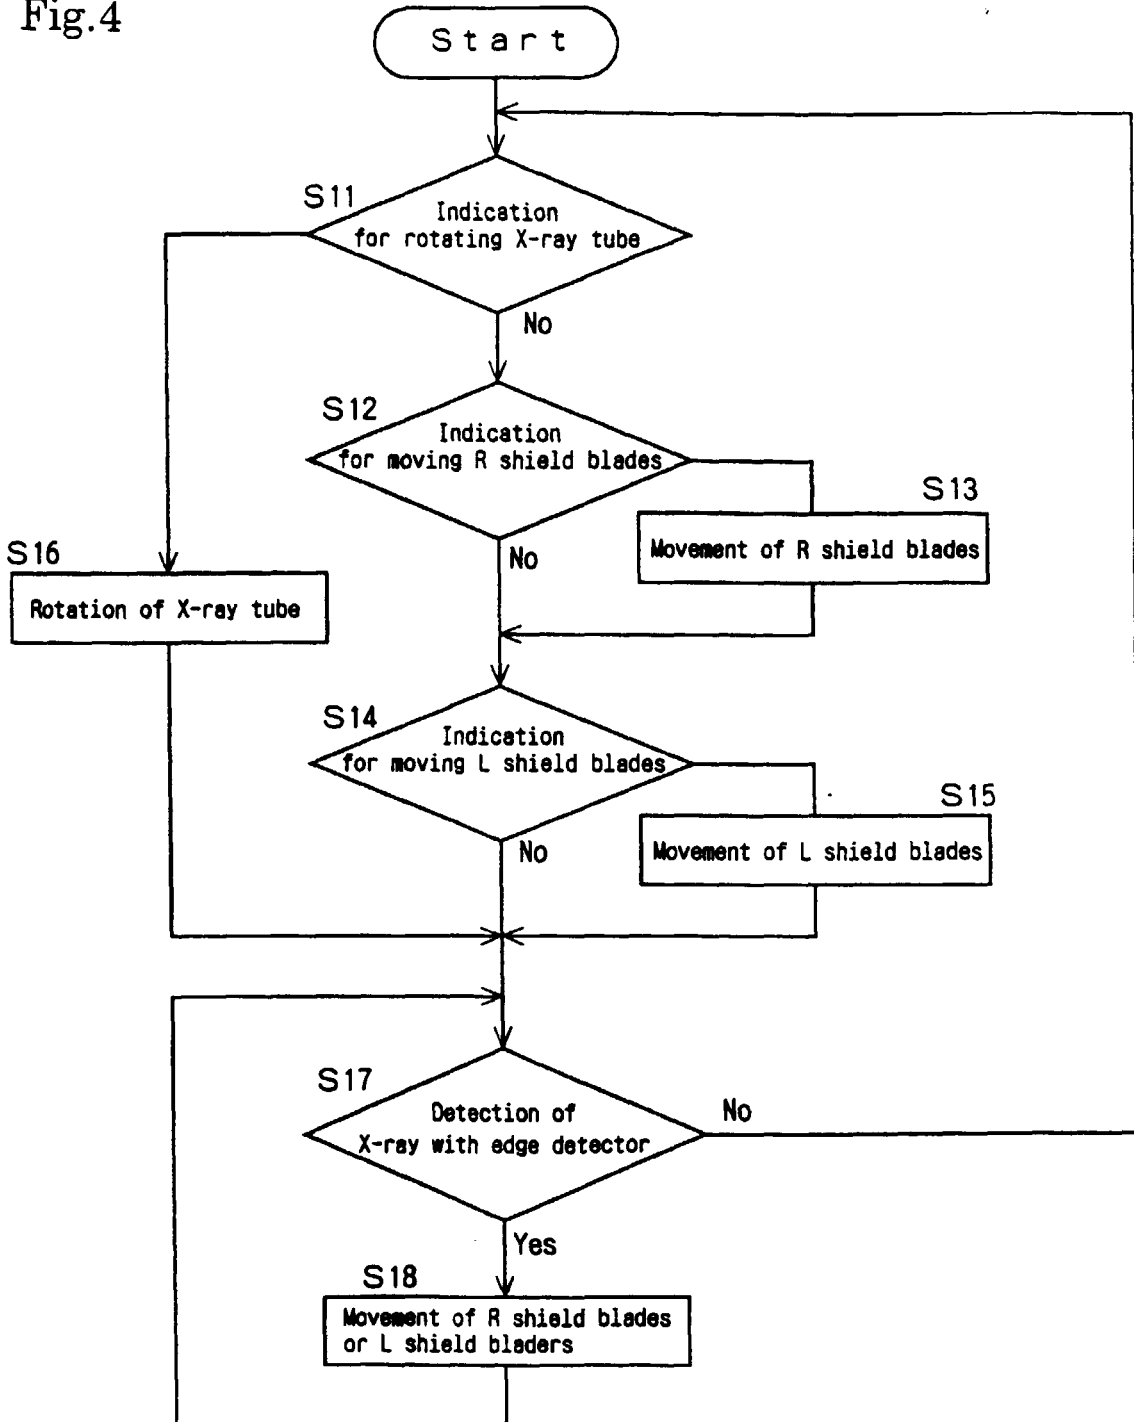 Fig.4
Start
S11
Indication
for rotating X-ray tube
No
S12
Indication
for moving R shield blades
S13
Movement of R shield blades
No
S16
Rotation of X-ray tube
S14
Indication
for moving L shield blades
S15
Movement of L shield blades
No
S17
Detection of
X-ray with edge detector
No
Yes
S18
Movement of R shield blades
or L shield bladers